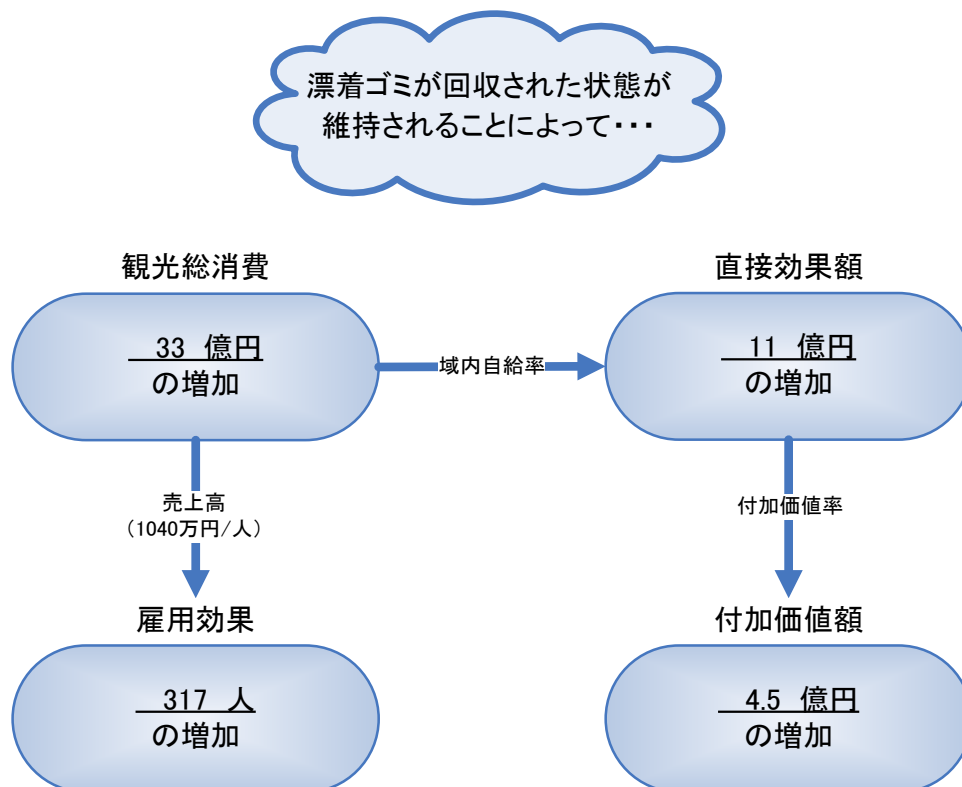 漂着ゴミが回収された状態が
維持されることによって・・・
観光総消費
33 億円
の増加
域内自給率
直接効果額
11 億円
の増加
売上高
（1040万円/人）
付加価値率
雇用効果
317 人
の増加
付加価値額
4.5 億円
の増加